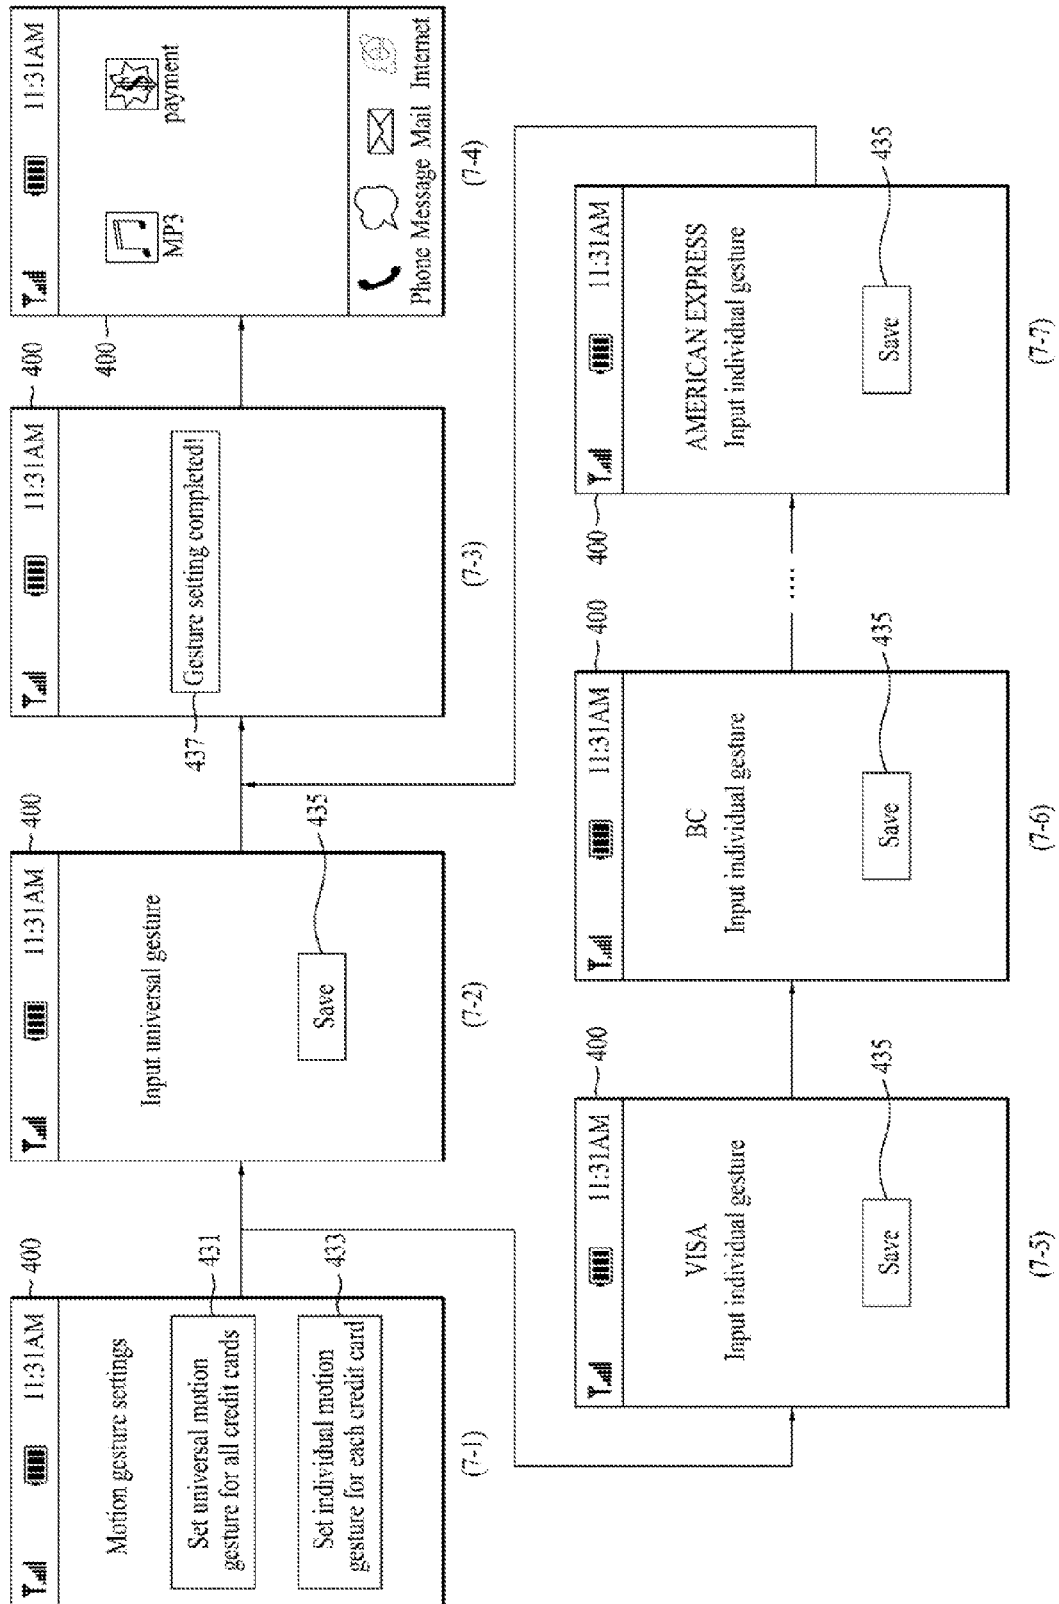 400
11:31AM
Motion gesture settings
Set universal motion
gesture for all credit cards
431
Set individual motion
gesture for each credit card
433
(7-1)
400
11:31AM
Input universal gesture
Save
435
(7-2)
400
11:31AM
Gesture setting completed!
437
(7-3)
400
11:31AM
MP3
payment
Phone Message Mail Internet
(7-4)
400
11:31AM
VISA
Input individual gesture
Save
435
(7-5)
400
11:31AM
BC
Input individual gesture
Save
435
(7-6)
....
400
11:31AM
AMERICAN EXPRESS
Input individual gesture
Save
435
(7-7)